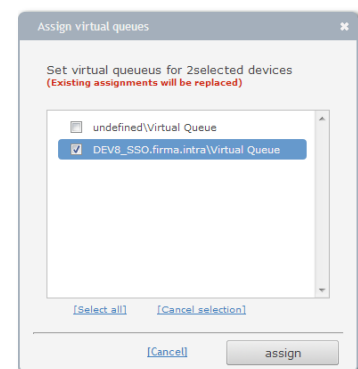 Assign virtual queues
Set virtual queueus for 2selected devices
(Existing assignments will be replaced)
undefined\Virtual Queue
DEV8_SSO.firma.intra\Virtual Queue
[Select all] [Cancel selection]
[Cancel] assign